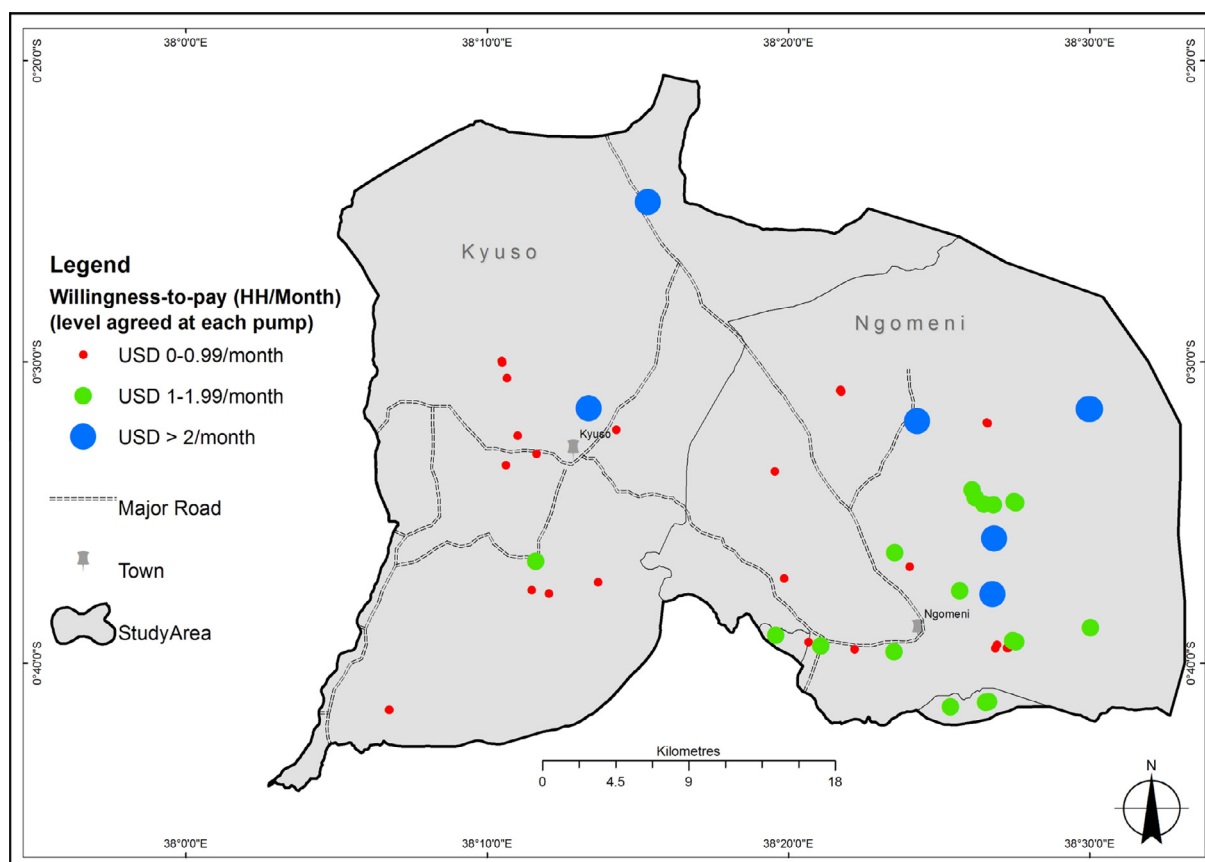 38°0'0"E 38°10'0"E 38°20'0"E 38°30'0"E
0°20'0"S 0°20'0"S
Kyuso
Ngomeni
Legend
Willingness-to-pay (HH/Month)
(level agreed at each pump)
USD 0-0.99/month
USD 1-1.99/month
USD > 2/month
Major Road
Town
StudyArea
0°30'0"S 0°30'0"S
Kyuso
Ngomeni
0°40'0"S 0°40'0"S
Kilometres
0 4.5 9 18
N
38°0'0"E 38°10'0"E 38°20'0"E 38°30'0"E